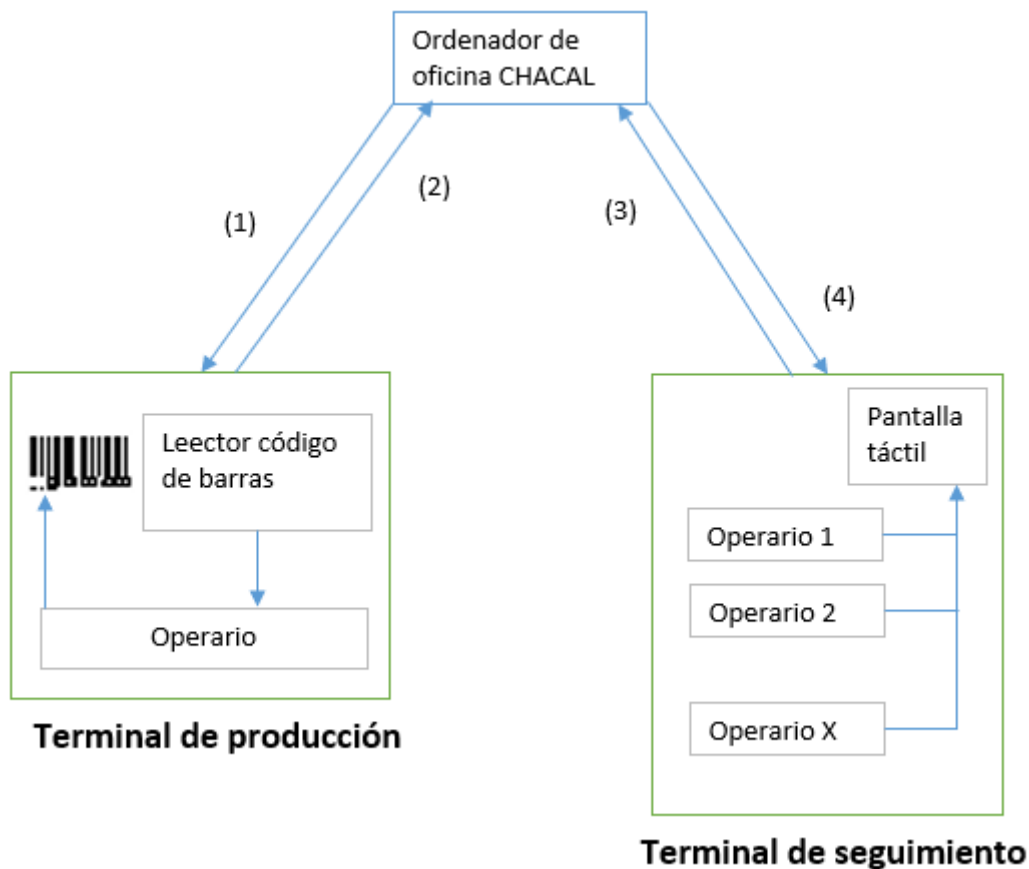 Ordenador de
oficina CHACAL
(1)
(2)
(3)
(4)
Leector código
de barras
Operario
Terminal de producción
Pantalla
táctil
Operario 1
Operario 2
Operario X
Terminal de seguimiento